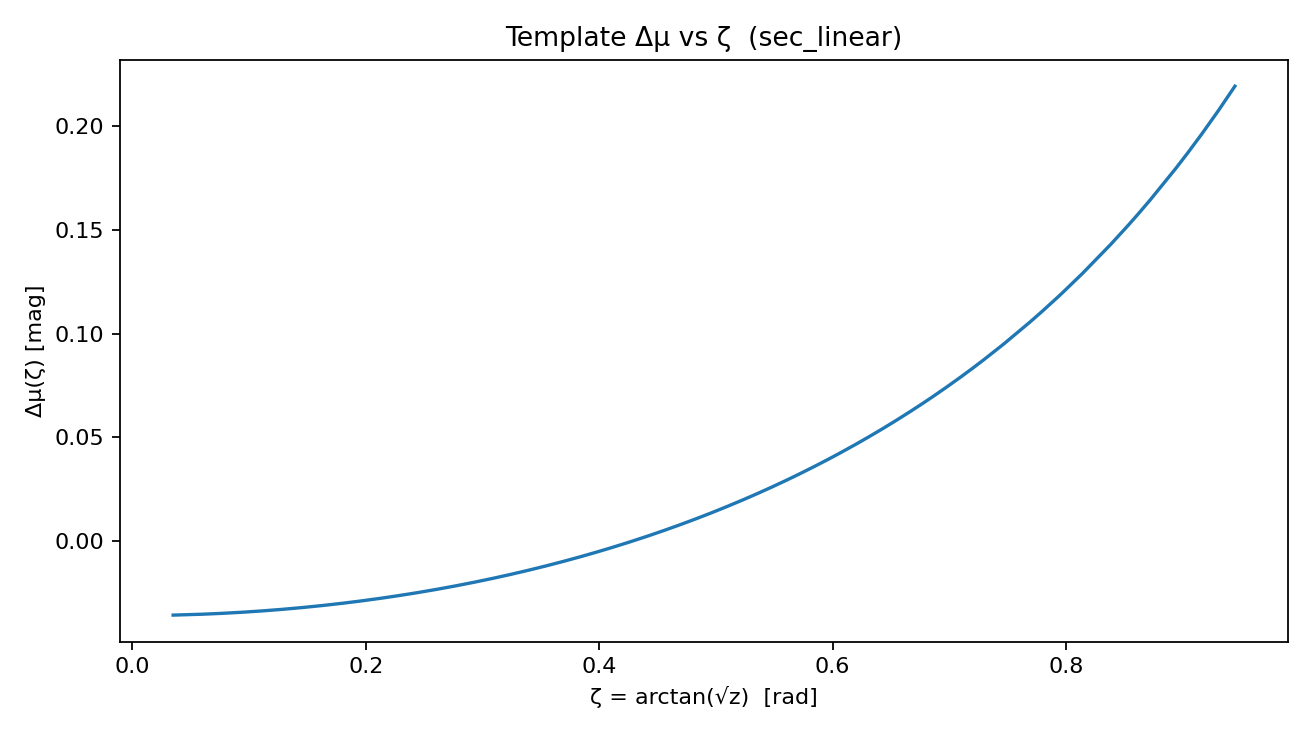 Template Δμ vs ζ  (sec_linear)
Δμ(ζ) [mag]
0.20
0.15
0.10
0.05
0.00
0.0 0.2 0.4 0.6 0.8
ζ = arctan(√z)  [rad]